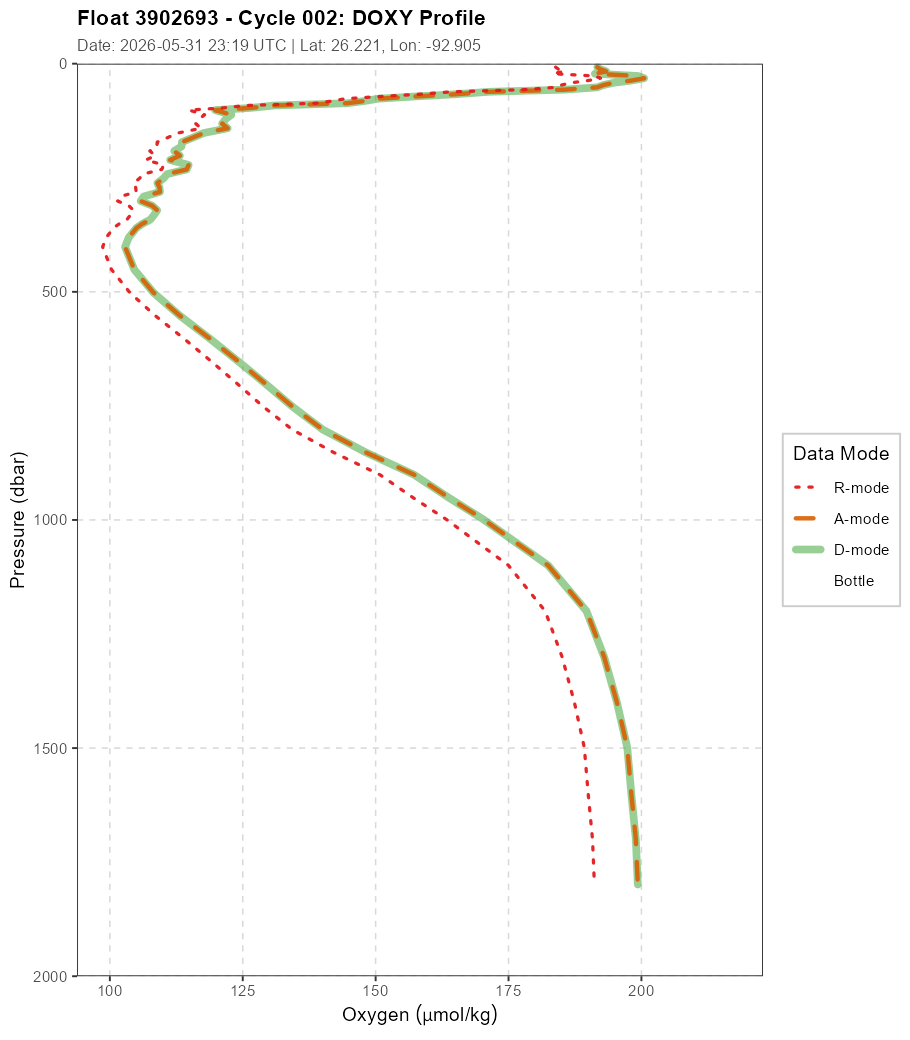 Float 3902693 - Cycle 002: DOXY Profile
Date: 2026-05-31 23:19 UTC | Lat: 26.221, Lon: -92.905
0
500
1000
1500
2000
Pressure (dbar)
100 125 150 175 200
Oxygen (μmol/kg)
Data Mode
R-mode
A-mode
D-mode
Bottle